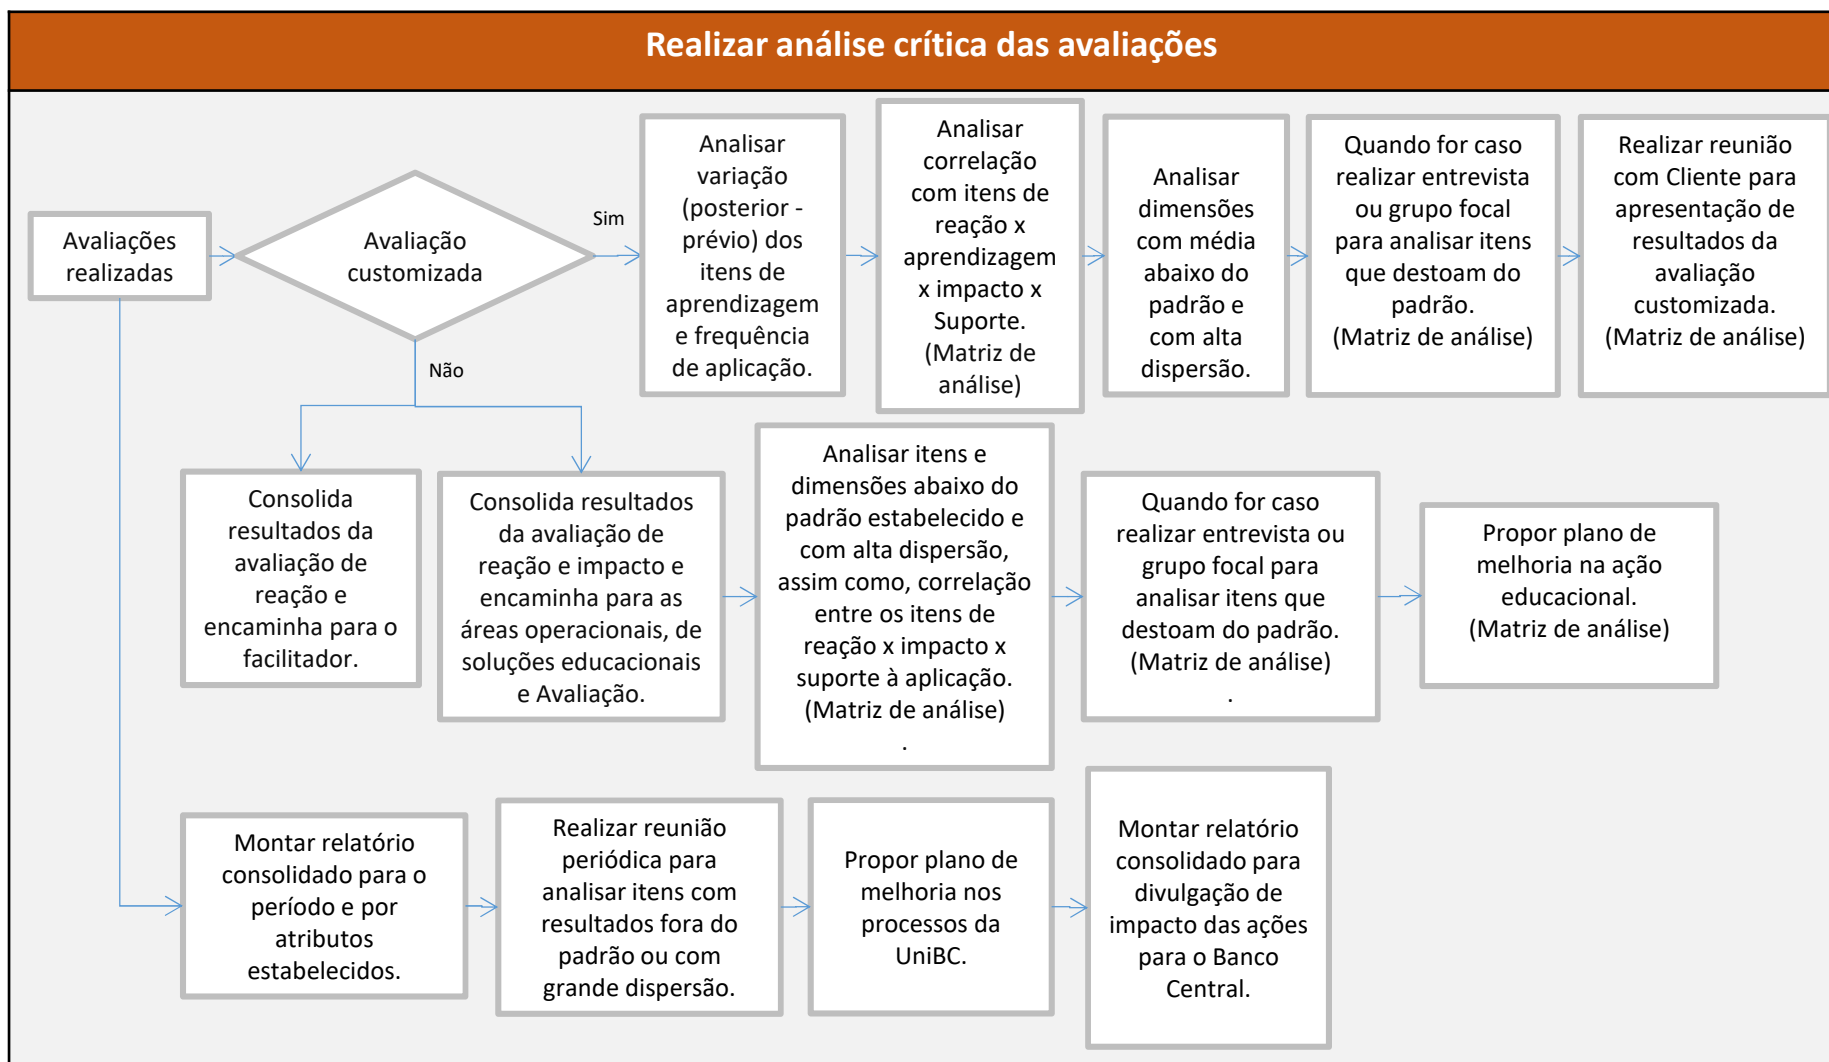 Realizar análise crítica das avaliações
Avaliações
realizadas
Avaliação
customizada
Sim
Não
Analisar
variação
(posterior -
prévio) dos
itens de
aprendizagem
e frequência
de aplicação.
Analisar
correlação
com itens de
reação x
aprendizagem
x impacto x
Suporte.
(Matriz de
análise)
Analisar
dimensões
com média
abaixo do
padrão e
com alta
dispersão.
Quando for caso
realizar entrevista
ou grupo focal
para analisar itens
que destoam do
padrão.
(Matriz de análise)
Realizar reunião
com Cliente para
apresentação de
resultados da
avaliação
customizada.
(Matriz de análise)
Consolida
resultados da
avaliação de
reação e
encaminha para o
facilitador.
Consolida resultados
da avaliação de
reação e impacto e
encaminha para as
áreas operacionais, de
soluções educacionais
e Avaliação.
Analisar itens e
dimensões abaixo do
padrão estabelecido e
com alta dispersão,
assim como, correlação
entre os itens de
reação x impacto x
suporte à aplicação.
(Matriz de análise)
.
Quando for caso
realizar entrevista ou
grupo focal para
analisar itens que
destoam do padrão.
(Matriz de análise)
.
Propor plano de
melhoria na ação
educacional.
(Matriz de análise)
Montar relatório
consolidado para o
período e por
atributos
estabelecidos.
Realizar reunião
periódica para
analisar itens com
resultados fora do
padrão ou com
grande dispersão.
Propor plano de
melhoria nos
processos da
UniBC.
Montar relatório
consolidado para
divulgação de
impacto das ações
para o Banco
Central.